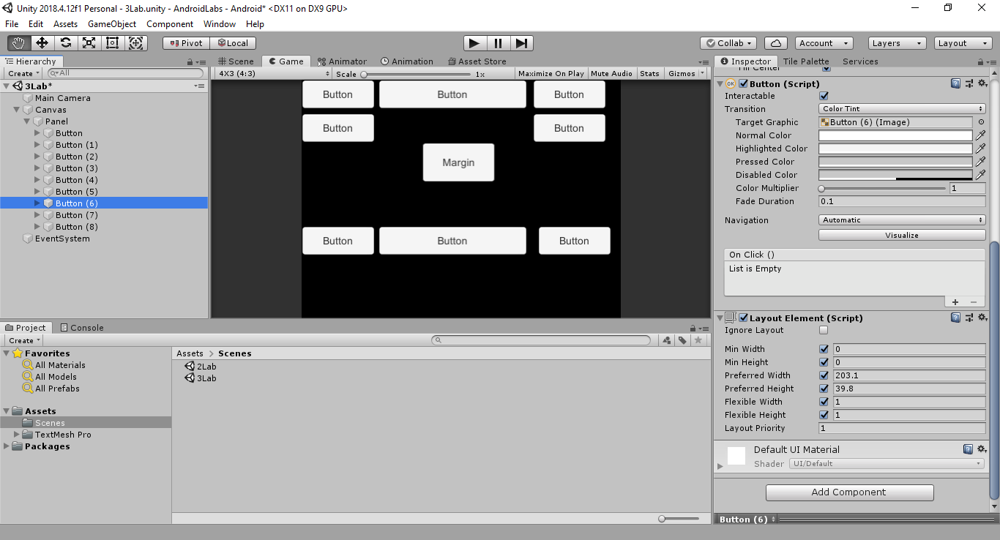 Unity 2018.4.12f1 Personal - 3Lab.unity - AndroidLabs - Android* <DX11 on DX9 GPU>
File Edit Assets GameObject Component Window Help
Pivot Local Collab Account Layers Layout
Hierarchy
Create All
3Lab*
Main Camera
Canvas
Panel
Button
Button (1)
Button (2)
Button (3)
Button (4)
Button (5)
Button (6)
Button (7)
Button (8)
EventSystem
Scene Game Animator Animation Asset Store
4X3 (4:3) Scale 1x Maximize On Play Mute Audio Stats Gizmos
Button Button Button
Button Button
Margin
Button Button Button
Project Console
Create
Favorites
All Materials
All Models
All Prefabs
Assets
Scenes
TextMesh Pro
Packages
Assets > Scenes
2Lab
3Lab
Inspector Tile Palette Services
Fill Center
OK Button (Script)
Interactable
Transition Color Tint
Target Graphic Button (6) (Image)
Normal Color
Highlighted Color
Pressed Color
Disabled Color
Color Multiplier 1
Fade Duration 0.1
Navigation Automatic
Visualize
On Click ()
List is Empty
+ −
Layout Element (Script)
Ignore Layout
Min Width 0
Min Height 0
Preferred Width 203.1
Preferred Height 39.8
Flexible Width 1
Flexible Height 1
Layout Priority 1
Default UI Material
Shader UI/Default
Add Component
Button (6)